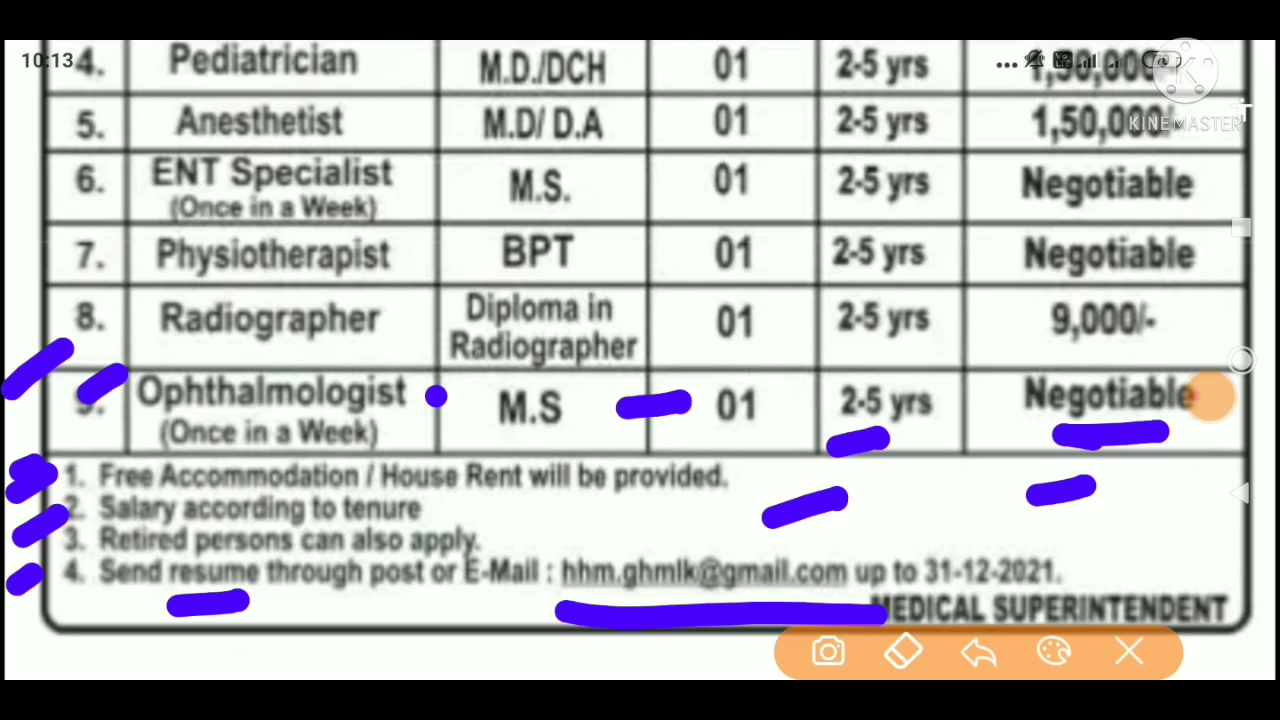 10:13
4. Pediatrician M.D./DCH 01 2-5 yrs
KINEMASTER
5. Anesthetist M.D/ D.A 01 2-5 yrs 1,50,000/-
6. ENT Specialist M.S. 01 2-5 yrs Negotiable
(Once in a Week)
7. Physiotherapist BPT 01 2-5 yrs Negotiable
8. Radiographer Diploma in Radiographer 01 2-5 yrs 9,000/-
9. Ophthalmologist M.S 01 2-5 yrs Negotiable
(Once in a Week)
1. Free Accommodation / House Rent will be provided.
2. Salary according to tenure
3. Retired persons can also apply.
4. Send resume through post or E-Mail : hhm.ghmlk@gmail.com up to 31-12-2021.
MEDICAL SUPERINTENDENT